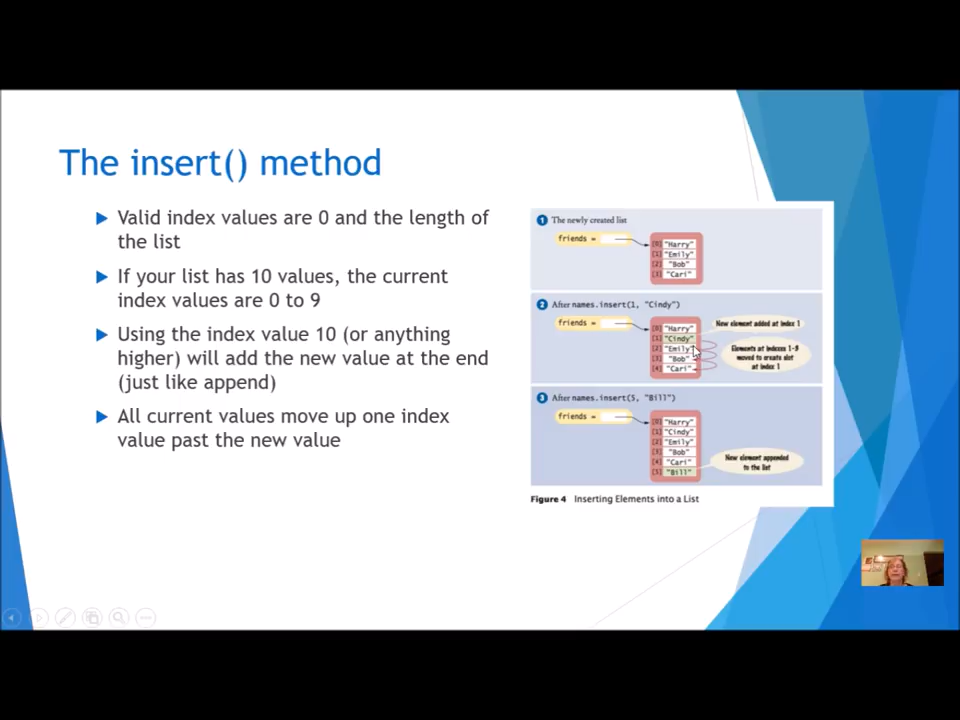 The insert() method
Valid index values are 0 and the length of
the list
If your list has 10 values, the current
index values are 0 to 9
Using the index value 10 (or anything
higher) will add the new value at the end
(just like append)
All current values move up one index
value past the new value
1 The newly created list
friends =
[0] "Harry"
[1] "Emily"
[2] "Bob"
[3] "Cari"
2 After names.insert(1, "Cindy")
friends =
[0] "Harry"
[1] "Cindy"
[2] "Emily"
[3] "Bob"
[4] "Cari"
New element added at index 1
Elements at indexes 1-3
moved to create slot
at index 1
3 After names.insert(5, "Bill")
friends =
[0] "Harry"
[1] "Cindy"
[2] "Emily"
[3] "Bob"
[4] "Cari"
[5] "Bill"
New element appended
to the list
Figure 4 Inserting Elements into a List